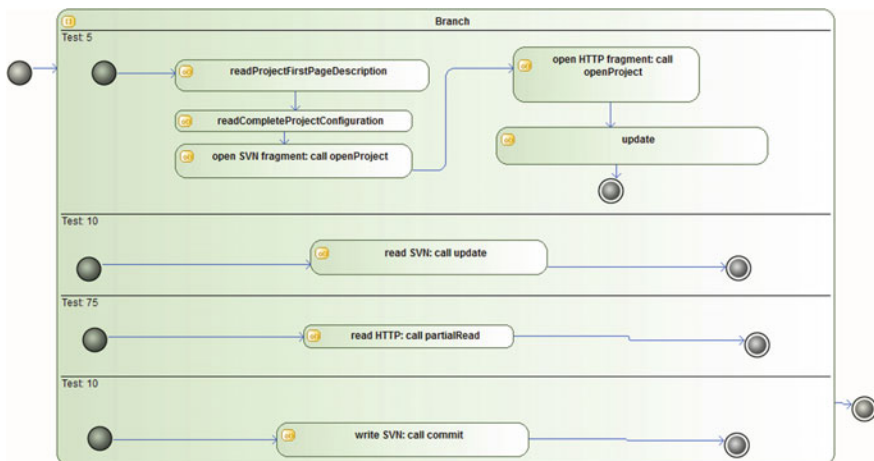 Branch
Test: 5
readProjectFirstPageDescription
readCompleteProjectConfiguration
open SVN fragment: call openProject
open HTTP fragment: call
openProject
update
Test: 10
read SVN: call update
Test: 75
read HTTP: call partialRead
Test: 10
write SVN: call commit